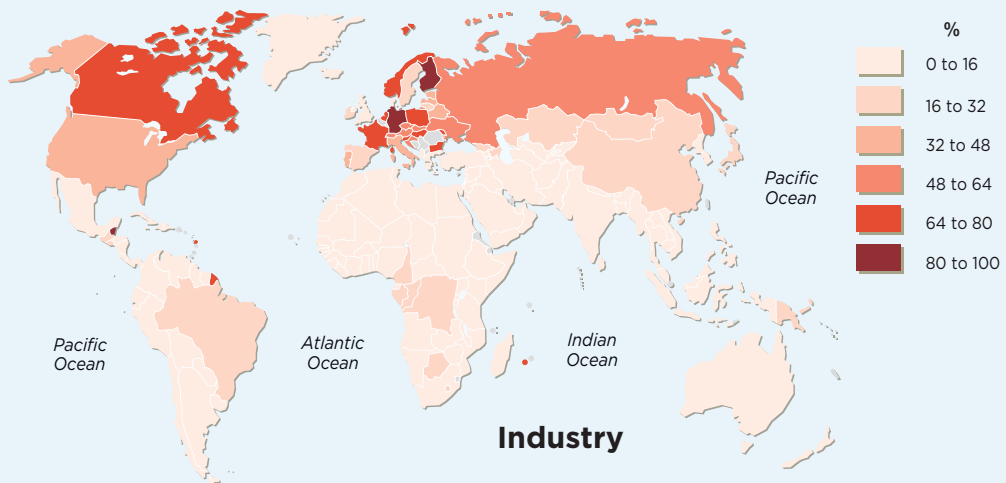 %
0 to 16
16 to 32
32 to 48
48 to 64
64 to 80
80 to 100
Pacific
Ocean
Pacific
Ocean
Atlantic
Ocean
Indian
Ocean
Industry